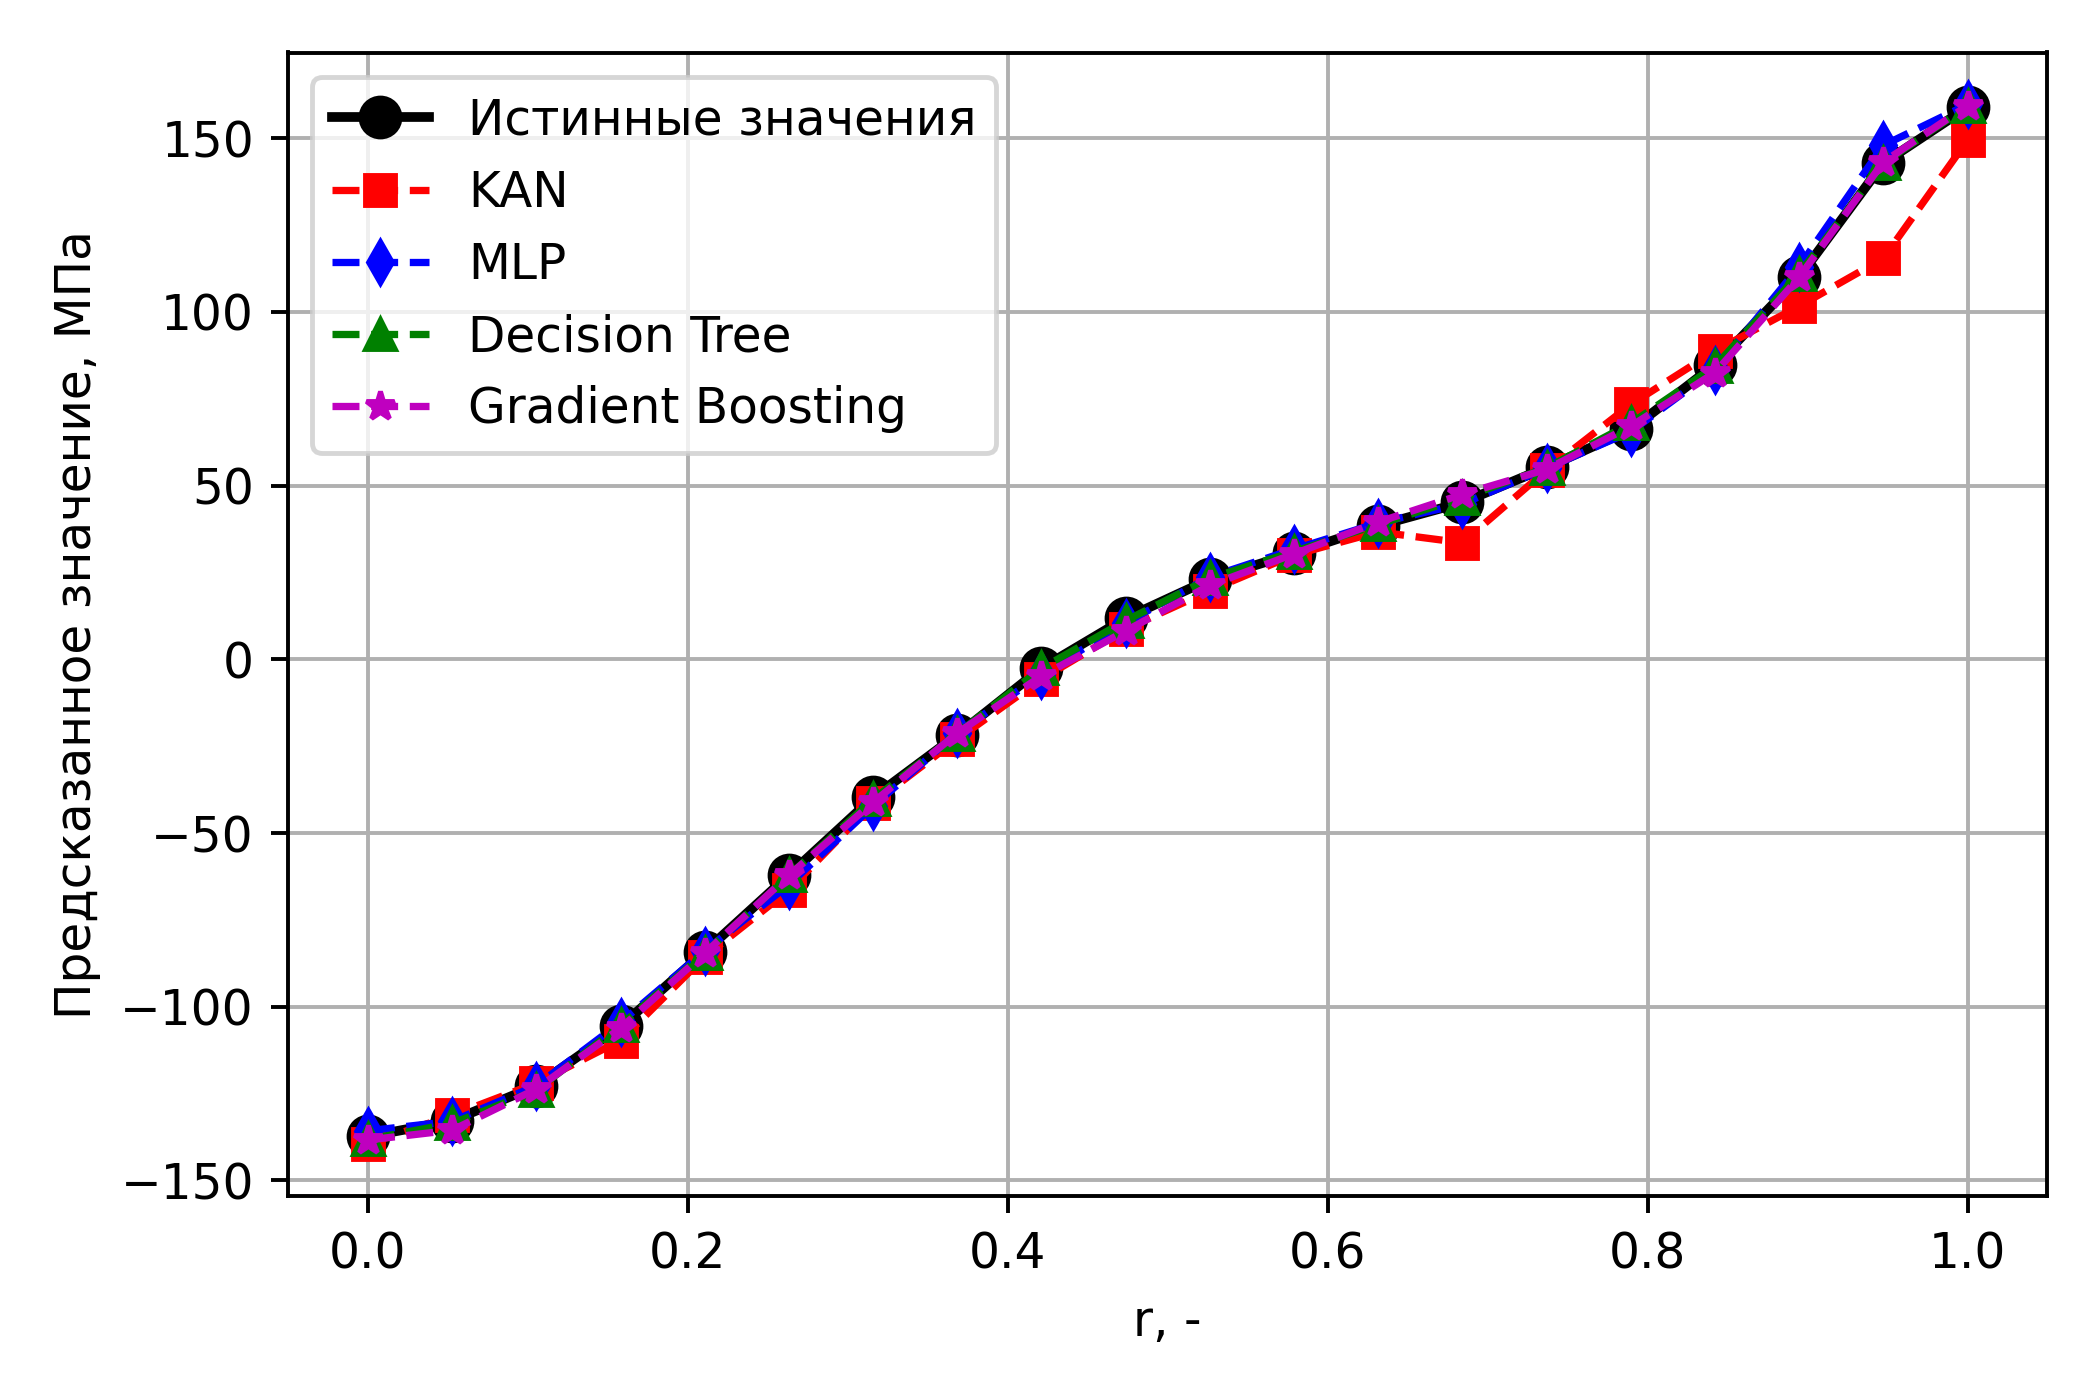 Истинные значения
KAN
MLP
Decision Tree
Gradient Boosting
Предсказанное значение, МПа
150
100
50
0
−50
−100
−150
0.0 0.2 0.4 0.6 0.8 1.0
r, -